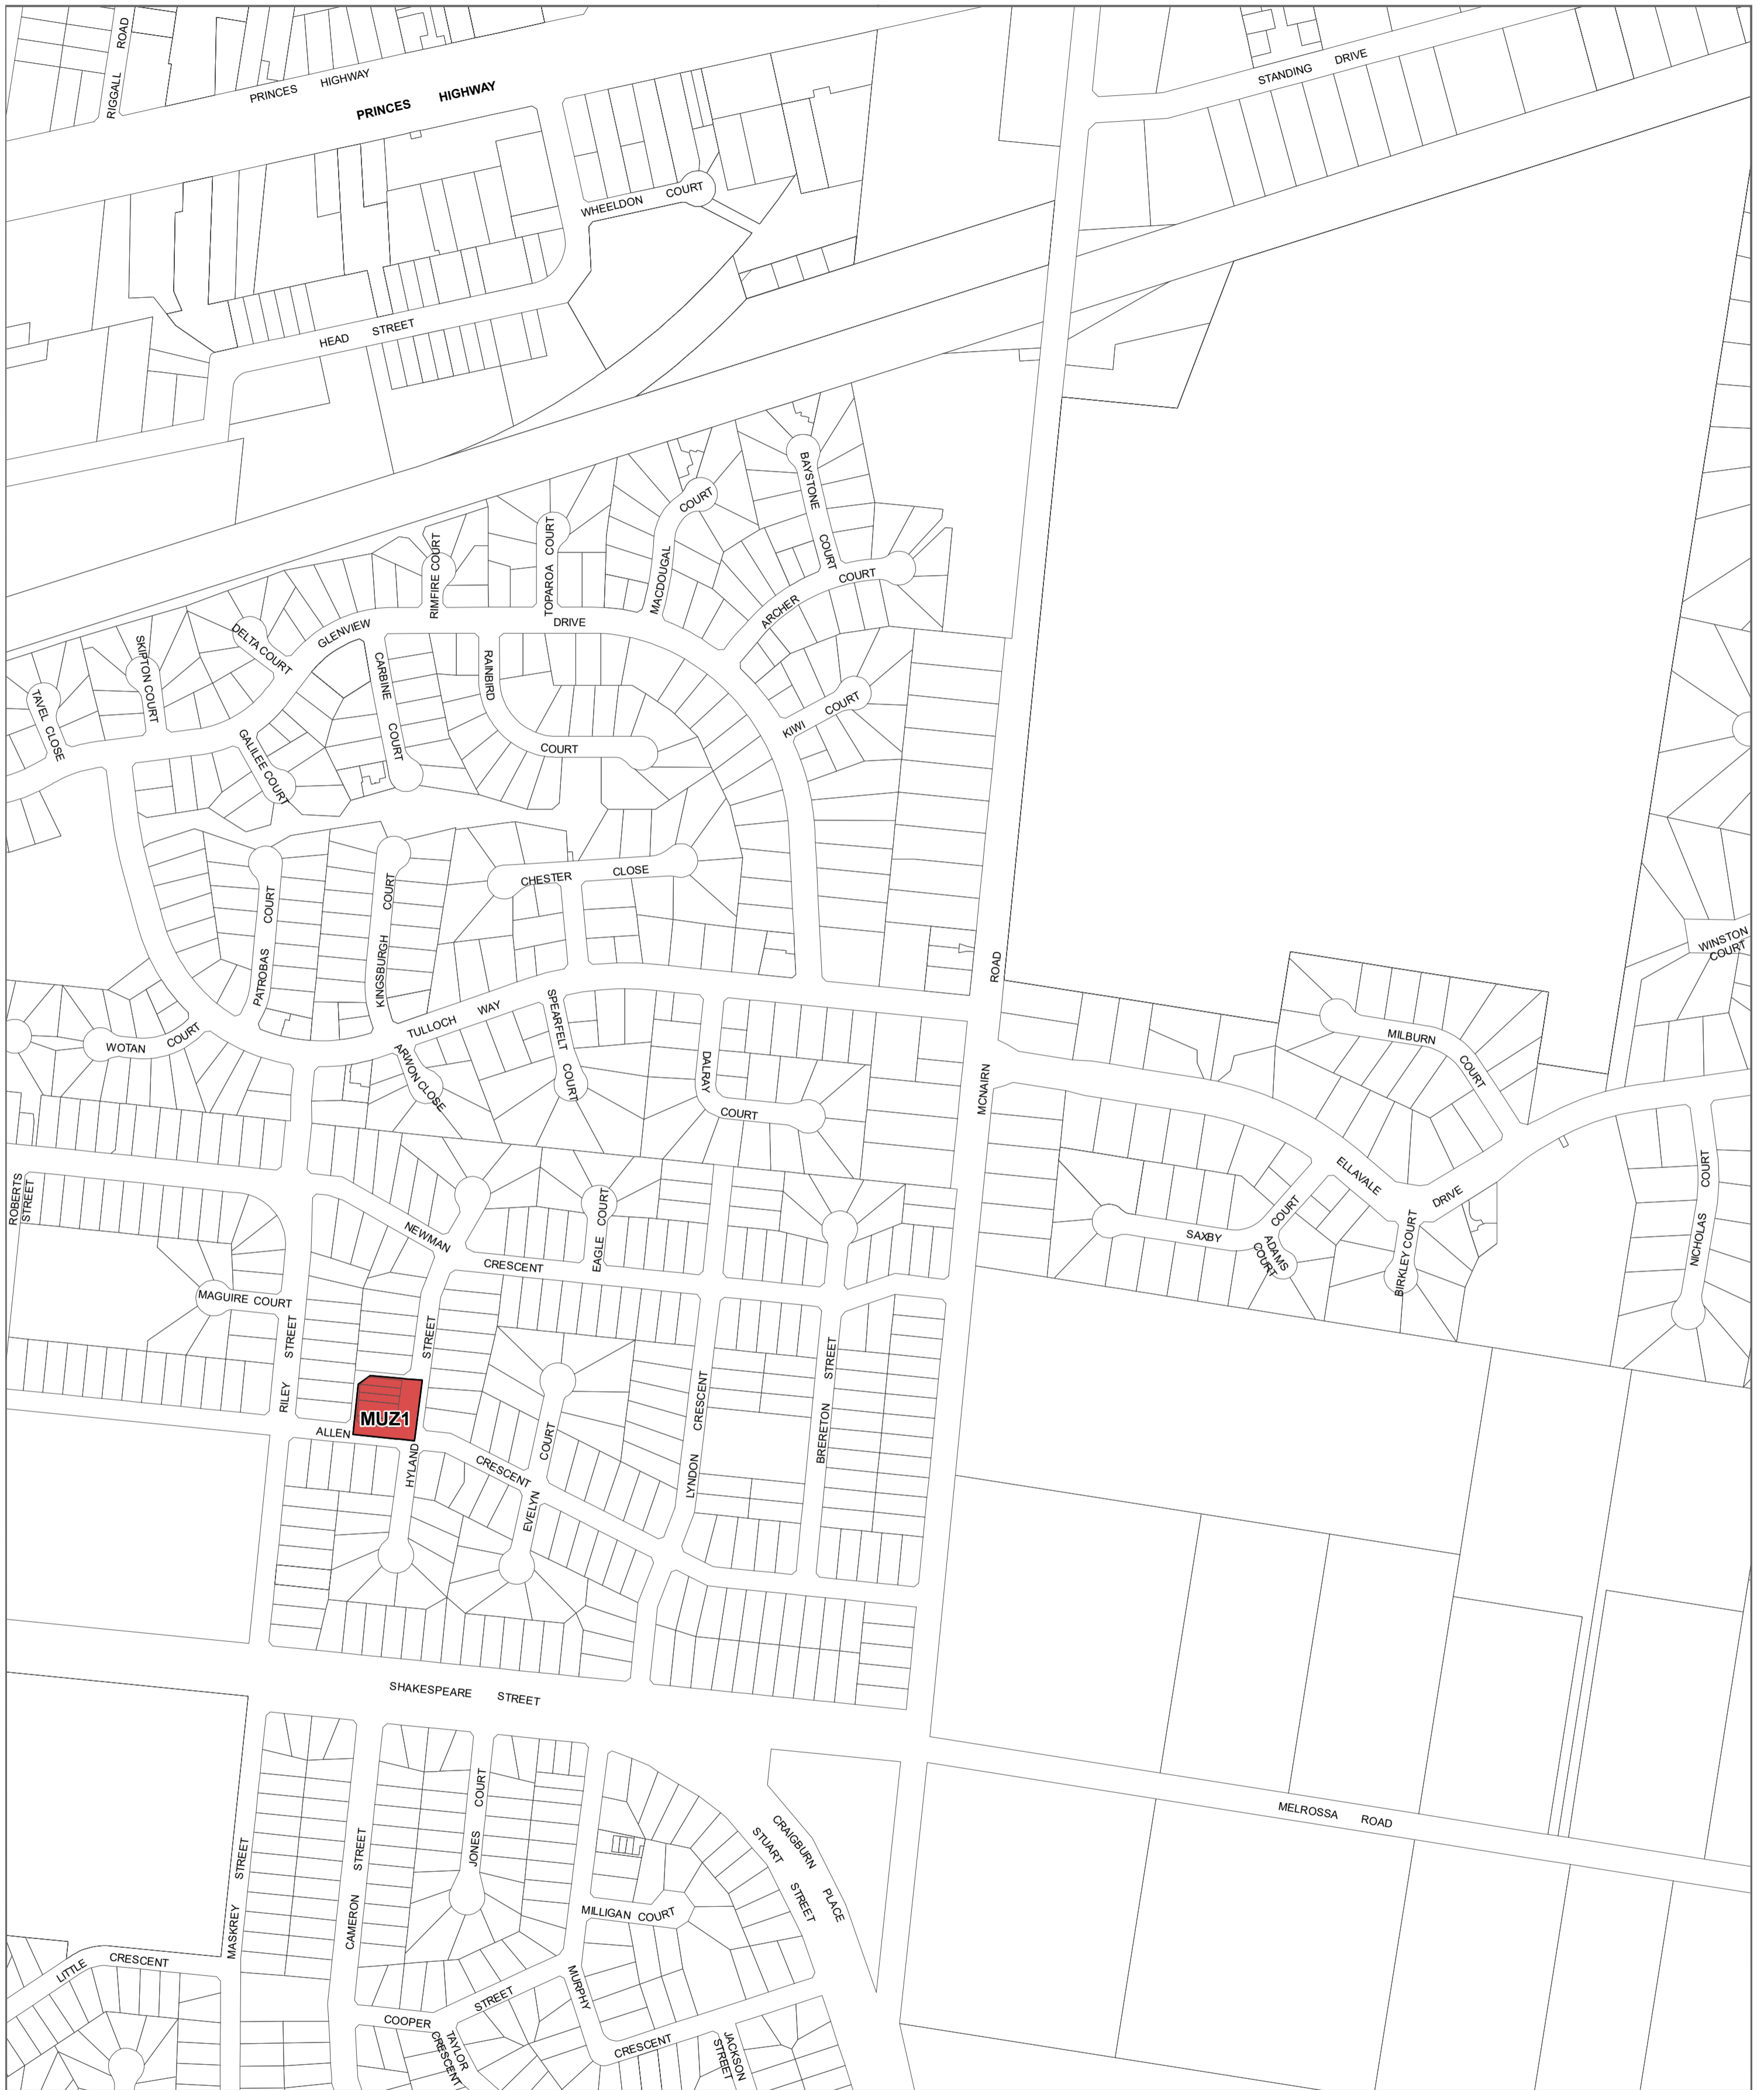 RIGGALL ROAD
PRINCES HIGHWAY
PRINCES HIGHWAY
STANDING DRIVE
WHEELDON COURT
HEAD STREET
BAYSTONE COURT
MACDOUGAL COURT
TOPAROA COURT
RIMFIRE COURT
ARCHER COURT
GLENVIEW DRIVE
DELTA COURT
SKIPTON COURT
TAVEL CLOSE
CARBINE COURT
RAINBIRD COURT
KIWI COURT
GALILEE COURT
CHESTER CLOSE
PATROBAS COURT
KINGSBURGH COURT
WINSTON
COURT
MCNAIRN ROAD
TULLOCH WAY
SPEARFELT COURT
WOTAN COURT
ARWON CLOSE
DALRAY COURT
MILBURN COURT
ELLAVALE DRIVE
ROBERTS
STREET
NEWMAN CRESCENT
EAGLE COURT
SAXBY COURT
ADAMS
COURT
BIRKLEY COURT
NICHOLAS COURT
MAGUIRE COURT
RILEY STREET
HYLAND STREET
MUZ1
ALLEN CRESCENT
EVELYN COURT
LYNDON CRESCENT
BRERETON STREET
SHAKESPEARE STREET
MELROSSA ROAD
MASKREY STREET
CAMERON STREET
JONES COURT
CRAIGBURN PLACE
STUART STREET
MILLIGAN COURT
LITTLE CRESCENT
COOPER STREET
TAYLOR
CRESCENT
MURPHY CRESCENT
JACKSON
STREET